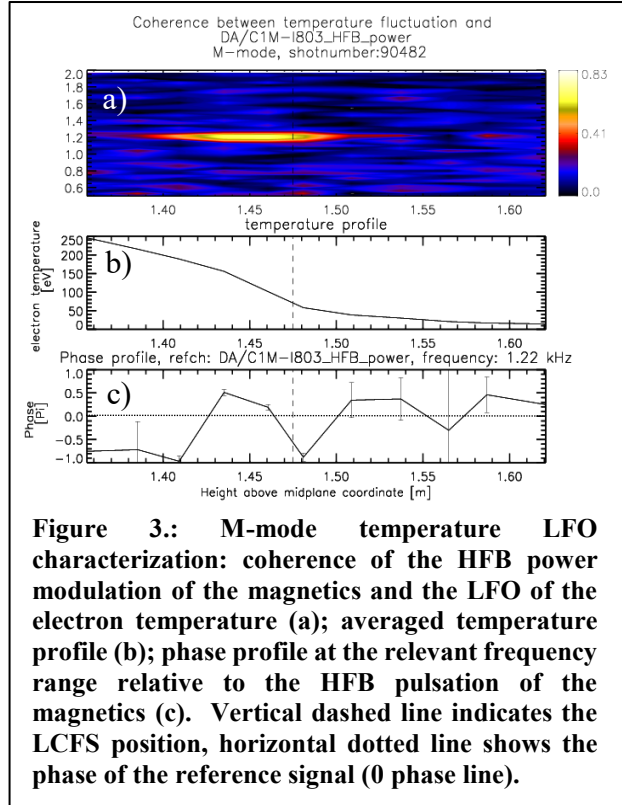 Coherence between temperature fluctuation and
DA/C1M-I803_HFB_power
M-mode, shotnumber:90482
a)
2.0
1.8
1.7
1.5
1.4
1.2
1.0
0.9
0.8
0.6
0.83
0.41
0.0
1.40 1.45 1.50 1.55 1.60
temperature profile
b)
electron temperature
[eV]
250
200
150
100
50
0
1.40 1.45 1.50 1.55 1.60
Phase profile, refch: DA/C1M-I803_HFB_power, frequency: 1.22 kHz
c)
Phase
[Pi]
1.0
0.5
0.0
-0.5
-1.0
1.40 1.45 1.50 1.55 1.60
Height above midplane coordinate [m]
Figure 3.: M-mode temperature LFO
characterization: coherence of the HFB power
modulation of the magnetics and the LFO of the
electron temperature (a); averaged temperature
profile (b); phase profile at the relevant frequency
range relative to the HFB pulsation of the
magnetics (c). Vertical dashed line indicates the
LCFS position, horizontal dotted line shows the
phase of the reference signal (0 phase line).